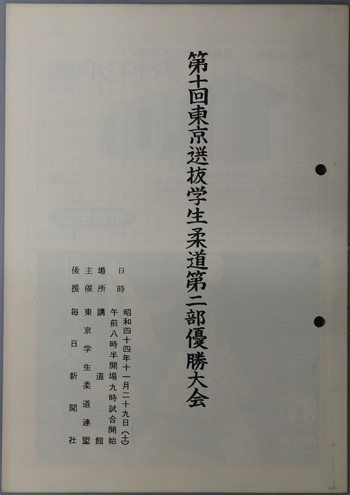 第十回東京選抜学生柔道第二部優勝大会
日時 昭和四十四年十一月二十九日(土)
午前八時半開場九時試合開始
場所 講道館
主催 東京学生柔道連盟
後援 毎日新聞社